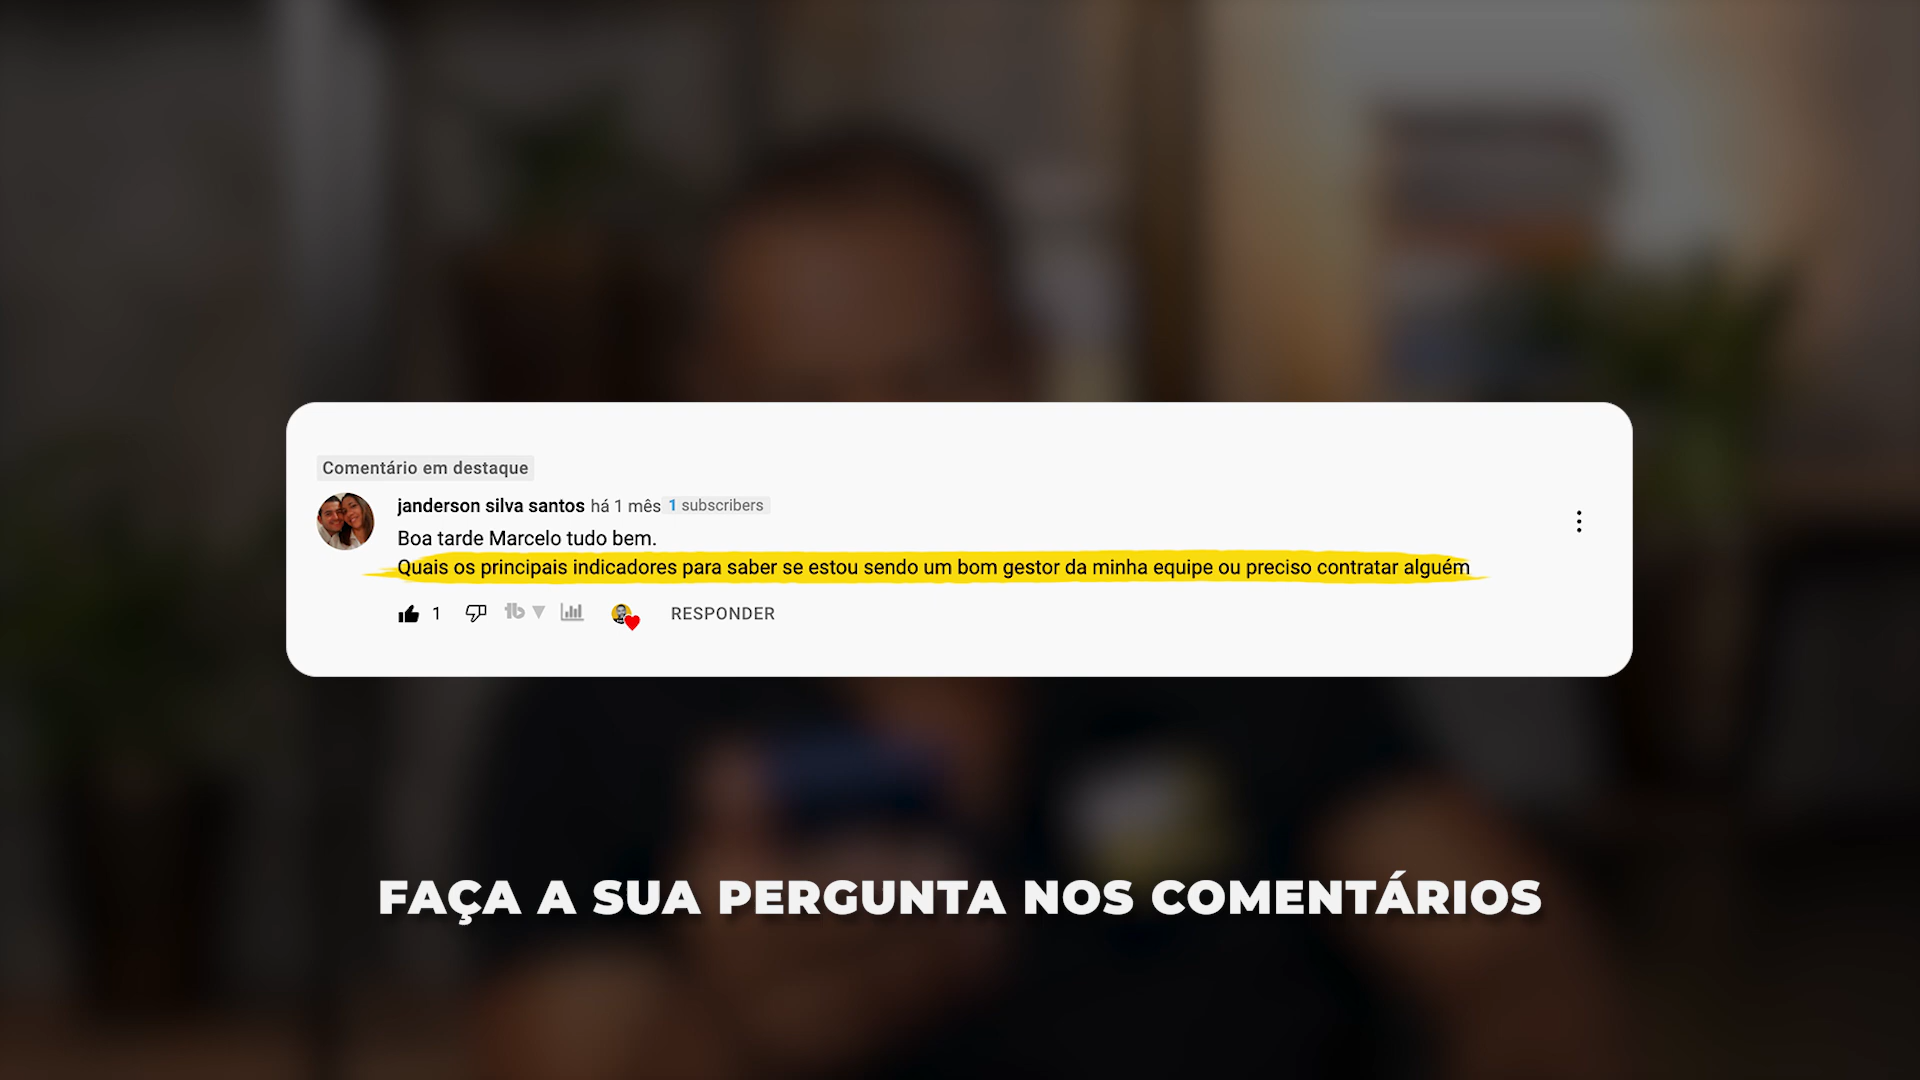 Comentário em destaque
janderson silva santos há 1 mês 1 subscribers
Boa tarde Marcelo tudo bem.
Quais os principais indicadores para saber se estou sendo um bom gestor da minha equipe ou preciso contratar alguém
1 tb RESPONDER
FAÇA A SUA PERGUNTA NOS COMENTÁRIOS